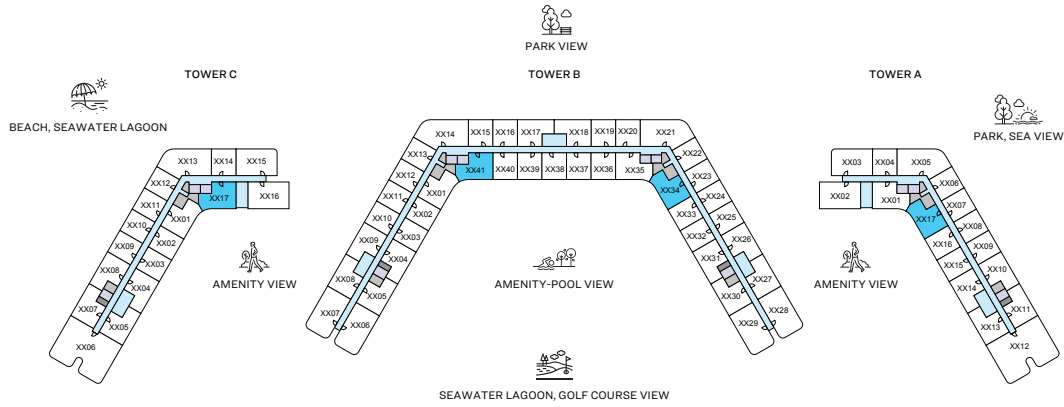 PARK VIEW
TOWER C
TOWER B
TOWER A
BEACH, SEAWATER LAGOON
PARK, SEA VIEW
XX13
XX14
XX15
XX12
XX17
XX16
XX11
XX01
XX10
XX02
XX09
XX03
XX08
XX04
XX07
XX05
XX06
AMENITY VIEW
XX14
XX15
XX16
XX17
XX18
XX19
XX20
XX21
XX13
XX41
XX40
XX39
XX38
XX37
XX36
XX35
XX22
XX12
XX01
XX34
XX23
XX11
XX02
XX33
XX24
XX10
XX03
XX32
XX25
XX09
XX04
XX31
XX26
XX08
XX05
XX30
XX27
XX07
XX06
XX29
XX28
AMENITY-POOL VIEW
XX03
XX04
XX05
XX02
XX01
XX06
XX17
XX07
XX16
XX08
XX15
XX09
XX14
XX10
XX13
XX11
XX12
AMENITY VIEW
SEAWATER LAGOON, GOLF COURSE VIEW